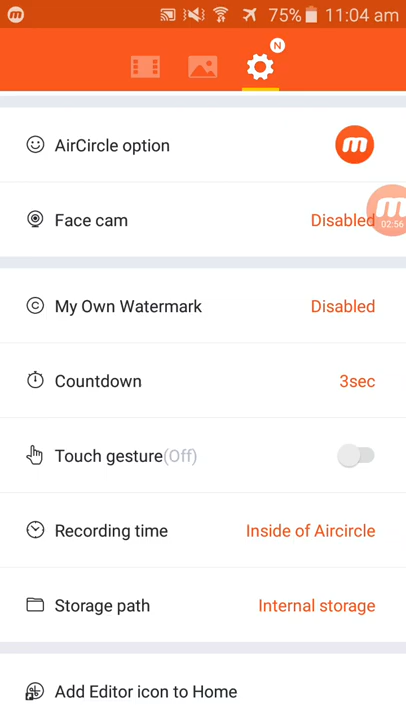 75% 11:04 am
N
AirCircle option
m
Face cam
Disabled
m
02:56
My Own Watermark
Disabled
Countdown
3sec
Touch gesture(Off)
Recording time
Inside of Aircircle
Storage path
Internal storage
Add Editor icon to Home